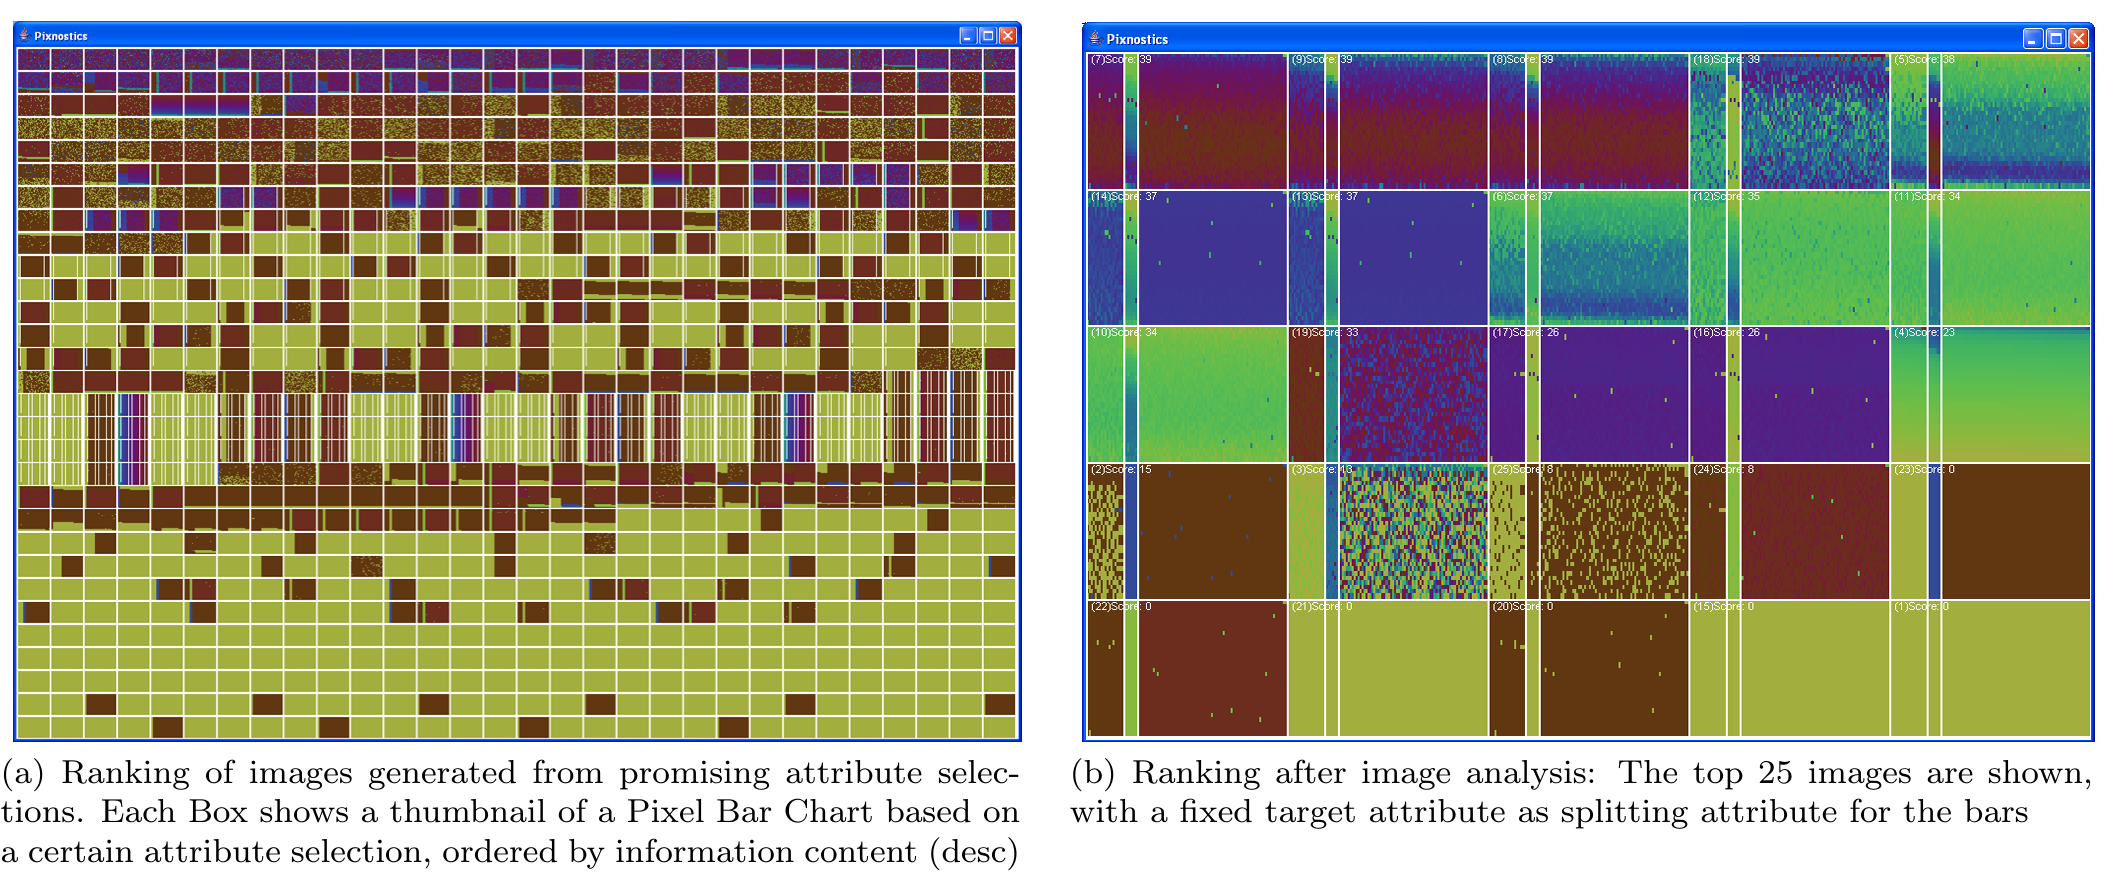 Pixnostics
Pixnostics
(7)Score: 39
(9)Score: 39
(8)Score: 39
(18)Score: 39
(5)Score: 38
(14)Score: 37
(13)Score: 37
(6)Score: 37
(12)Score: 35
(11)Score: 34
(10)Score: 34
(19)Score: 33
(17)Score: 26
(16)Score: 26
(4)Score: 23
(2)Score: 15
(3)Score: 13
(25)Score: 8
(24)Score: 8
(23)Score: 0
(22)Score: 0
(21)Score: 0
(20)Score: 0
(15)Score: 0
(1)Score: 0
(a) Ranking of images generated from promising attribute selec-
tions. Each Box shows a thumbnail of a Pixel Bar Chart based on
a certain attribute selection, ordered by information content (desc)
(b) Ranking after image analysis: The top 25 images are shown,
with a fixed target attribute as splitting attribute for the bars